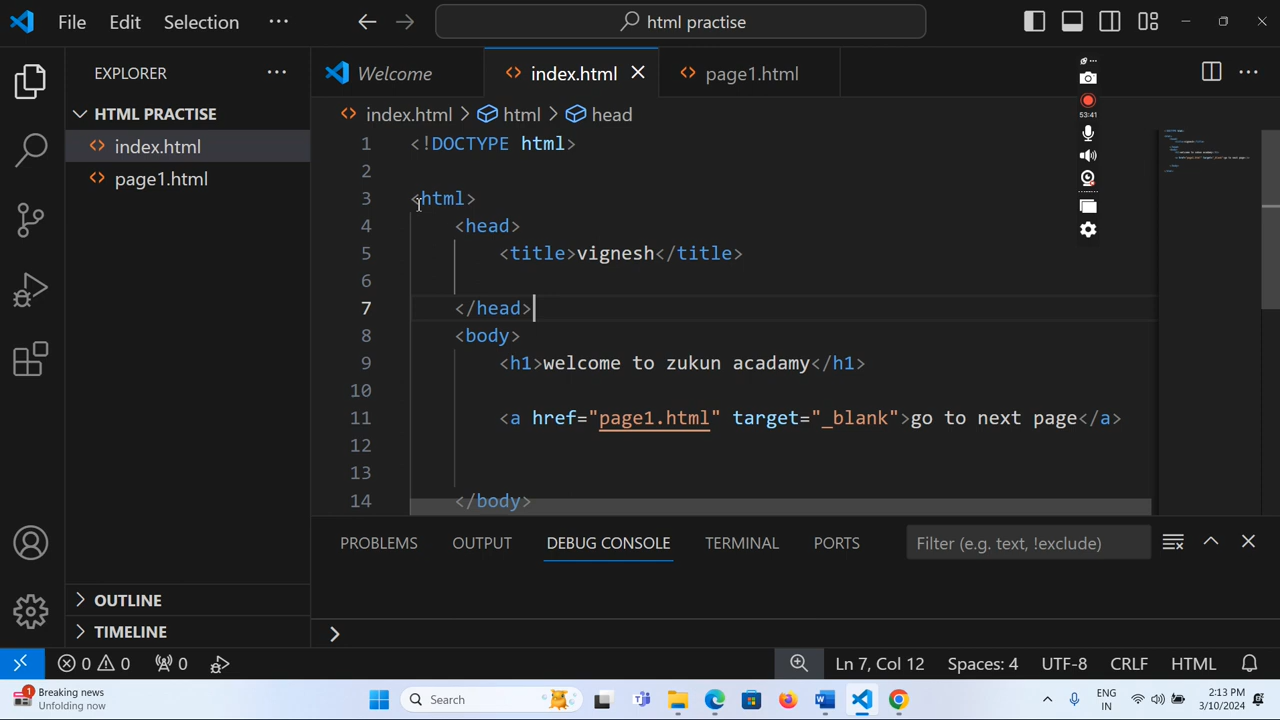 File Edit Selection ··· html practise
EXPLORER ···
HTML PRACTISE
index.html
page1.html
OUTLINE
TIMELINE
Welcome index.html page1.html ···
index.html > html > head
1 <!DOCTYPE html>
2
3 <html>
4 <head>
5 <title>vignesh</title>
6
7 </head>
8 <body>
9 <h1>welcome to zukun acadamy</h1>
10
11 <a href="page1.html" target="_blank">go to next page</a>
12
13
14 </body>
53:41
PROBLEMS OUTPUT DEBUG CONSOLE TERMINAL PORTS Filter (e.g. text, !exclude)
>
0 0 0 Ln 7, Col 12 Spaces: 4 UTF-8 CRLF HTML
1 Breaking news
Unfolding now
Search
ENG
IN
2:13 PM
3/10/2024